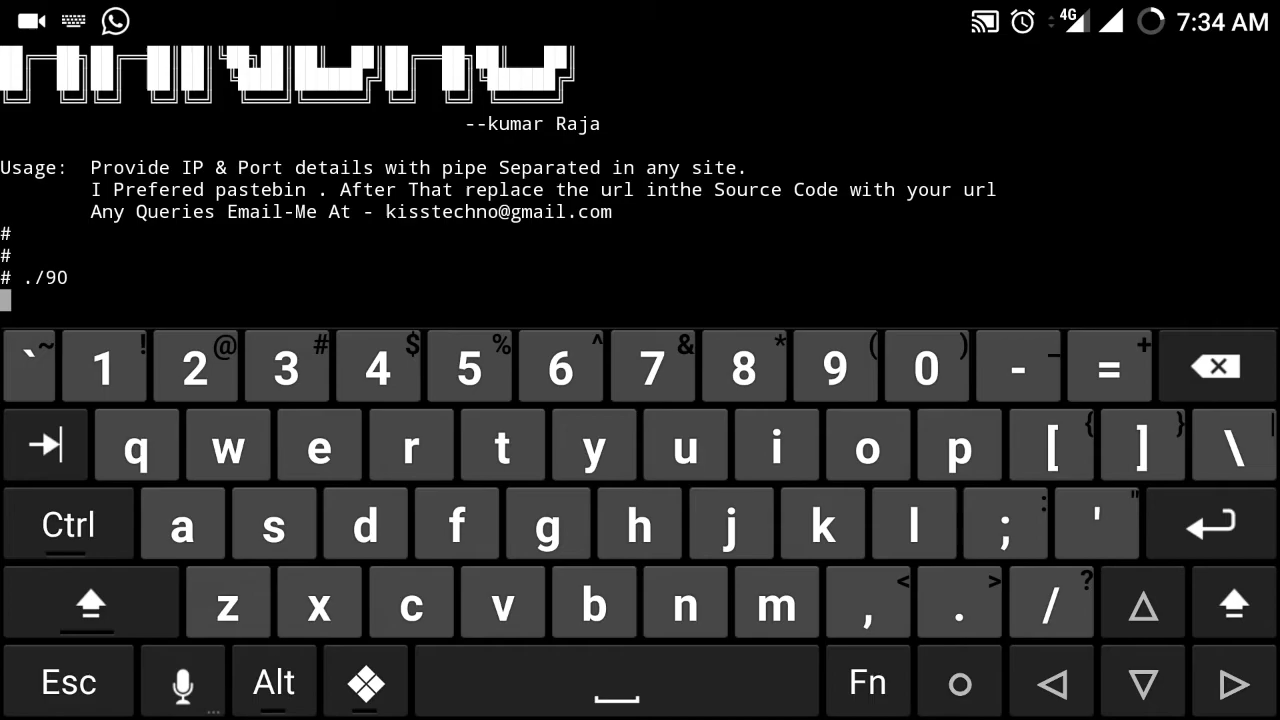 4G 7:34 AM
--kumar Raja
Usage: Provide IP & Port details with pipe Separated in any site.
I Prefered pastebin . After That replace the url inthe Source Code with your url
Any Queries Email-Me At - kisstechno@gmail.com
#
#
# ./90
` ~ 1 ! 2 @ 3 # 4 $ 5 % 6 ^ 7 & 8 * 9 ( 0 ) - _ = +
q w e r t y u i o p [ { ] } \ |
Ctrl a s d f g h j k l ; : ' "
z x c v b n m , < . > / ?
Esc Alt Fn